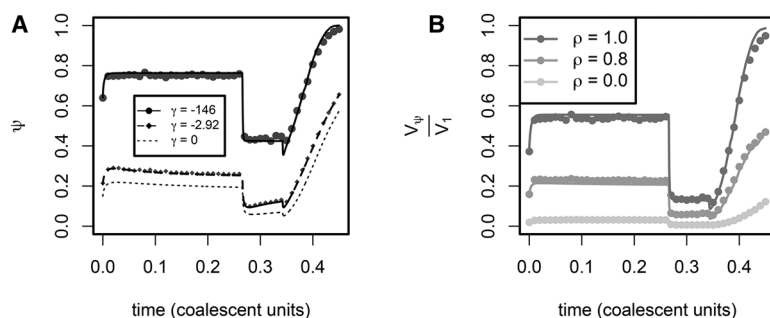 A
ψ
0.0 0.2 0.4 0.6 0.8 1.0
γ = -146
γ = -2.92
γ = 0
0.0 0.1 0.2 0.3 0.4
time (coalescent units)
B
Vψ
V1
0.0 0.2 0.4 0.6 0.8 1.0
ρ = 1.0
ρ = 0.8
ρ = 0.0
0.0 0.1 0.2 0.3 0.4
time (coalescent units)